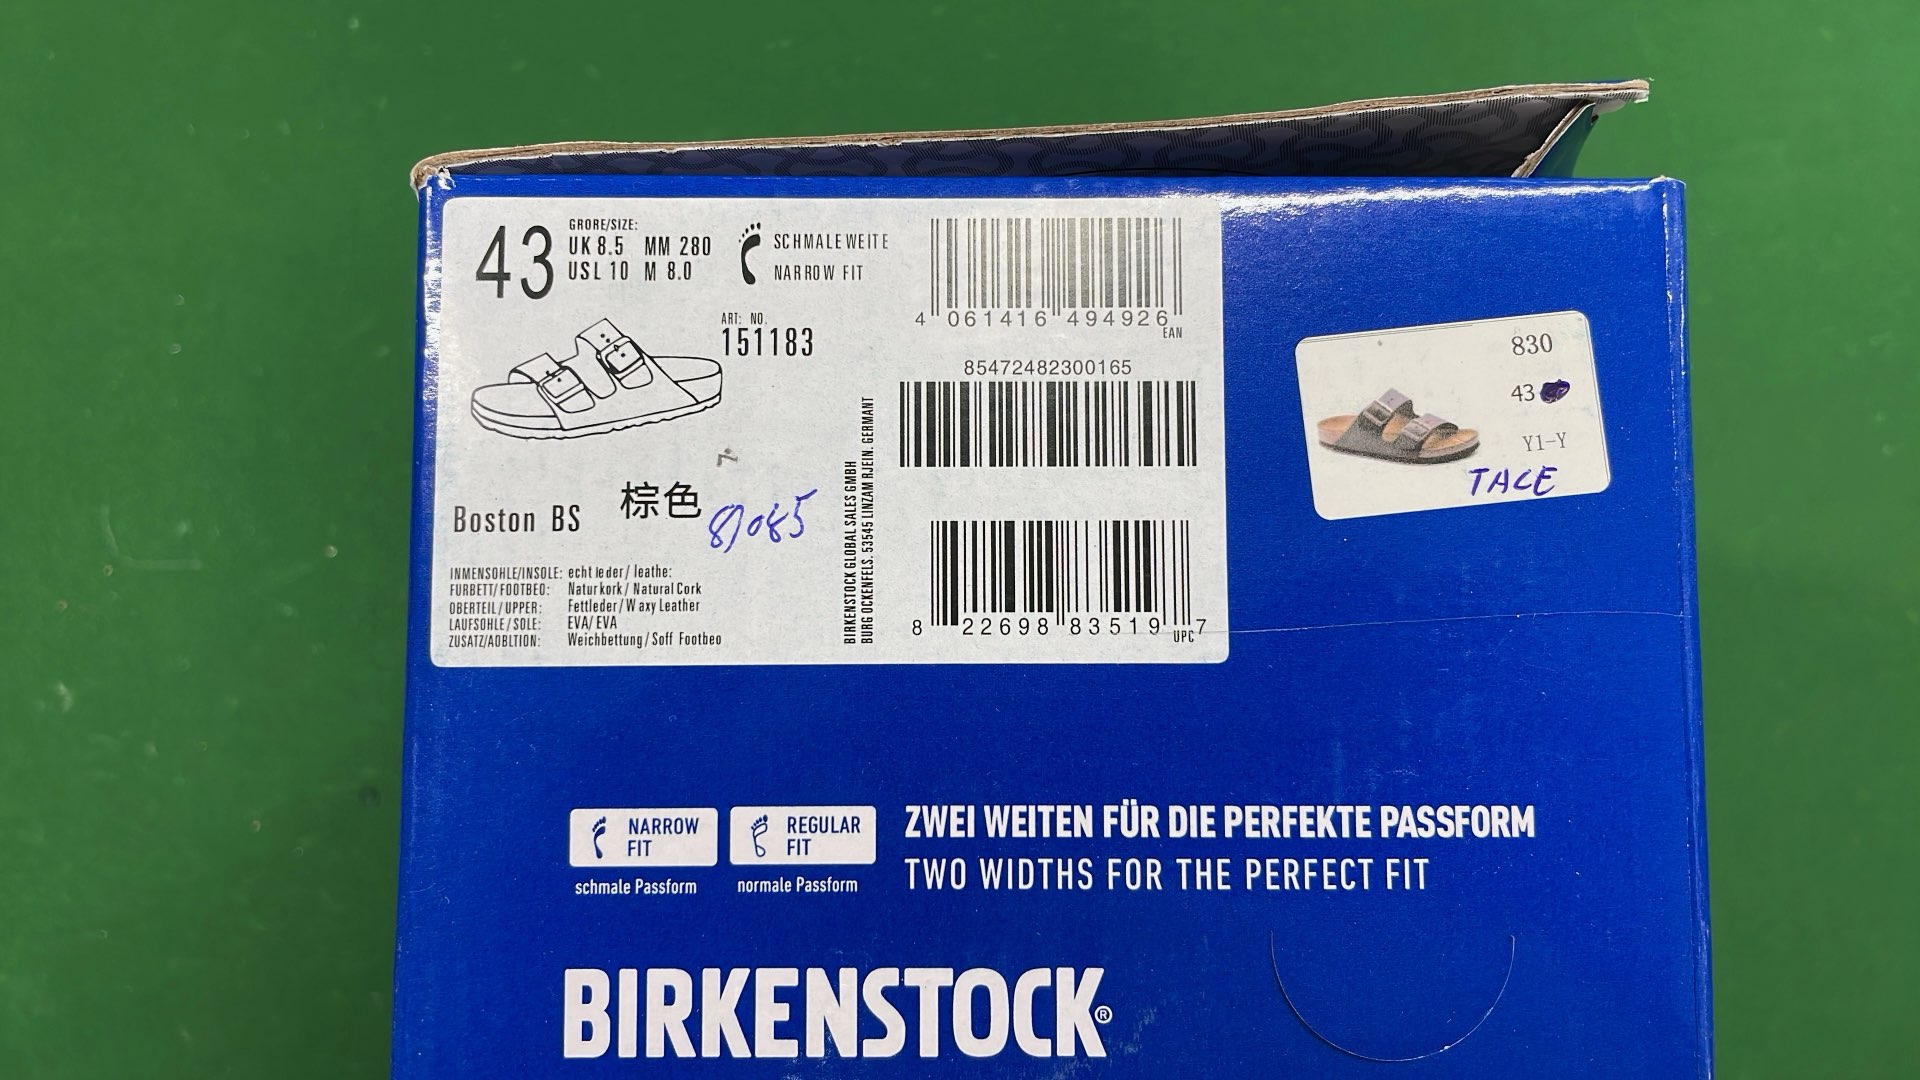 43
GRORE/SIZE:
UK 8.5 MM 280
USL 10 M 8.0
SCHMALE WEITE
NARROW FIT
ART: NO.
151183
4 061416 494926
EAN
85472482300165
Boston BS 棕色
INMENSOHLE/INSOLE: echt leder/ leathe:
FURBETT/FOOTBEO: Naturkork/ Natural Cork
OBERTEIL/UPPER: Fettleder/Waxy Leather
LAUFSOHLE/SOLE: EVA/EVA
ZUSATZ/AOBLTION: Weichbettung/Soff Footbeo
BIRKENSTOCK GLOBAL SALES GMBH
BURG OCKENFELS. 53545 LINZAM RJEIN. GERMANT
8 22698 83519 7
UPC
830
43
Y1-Y
TACE
NARROW FIT
schmale Passform
REGULAR FIT
normale Passform
ZWEI WEITEN FÜR DIE PERFEKTE PASSFORM
TWO WIDTHS FOR THE PERFECT FIT
BIRKENSTOCK®